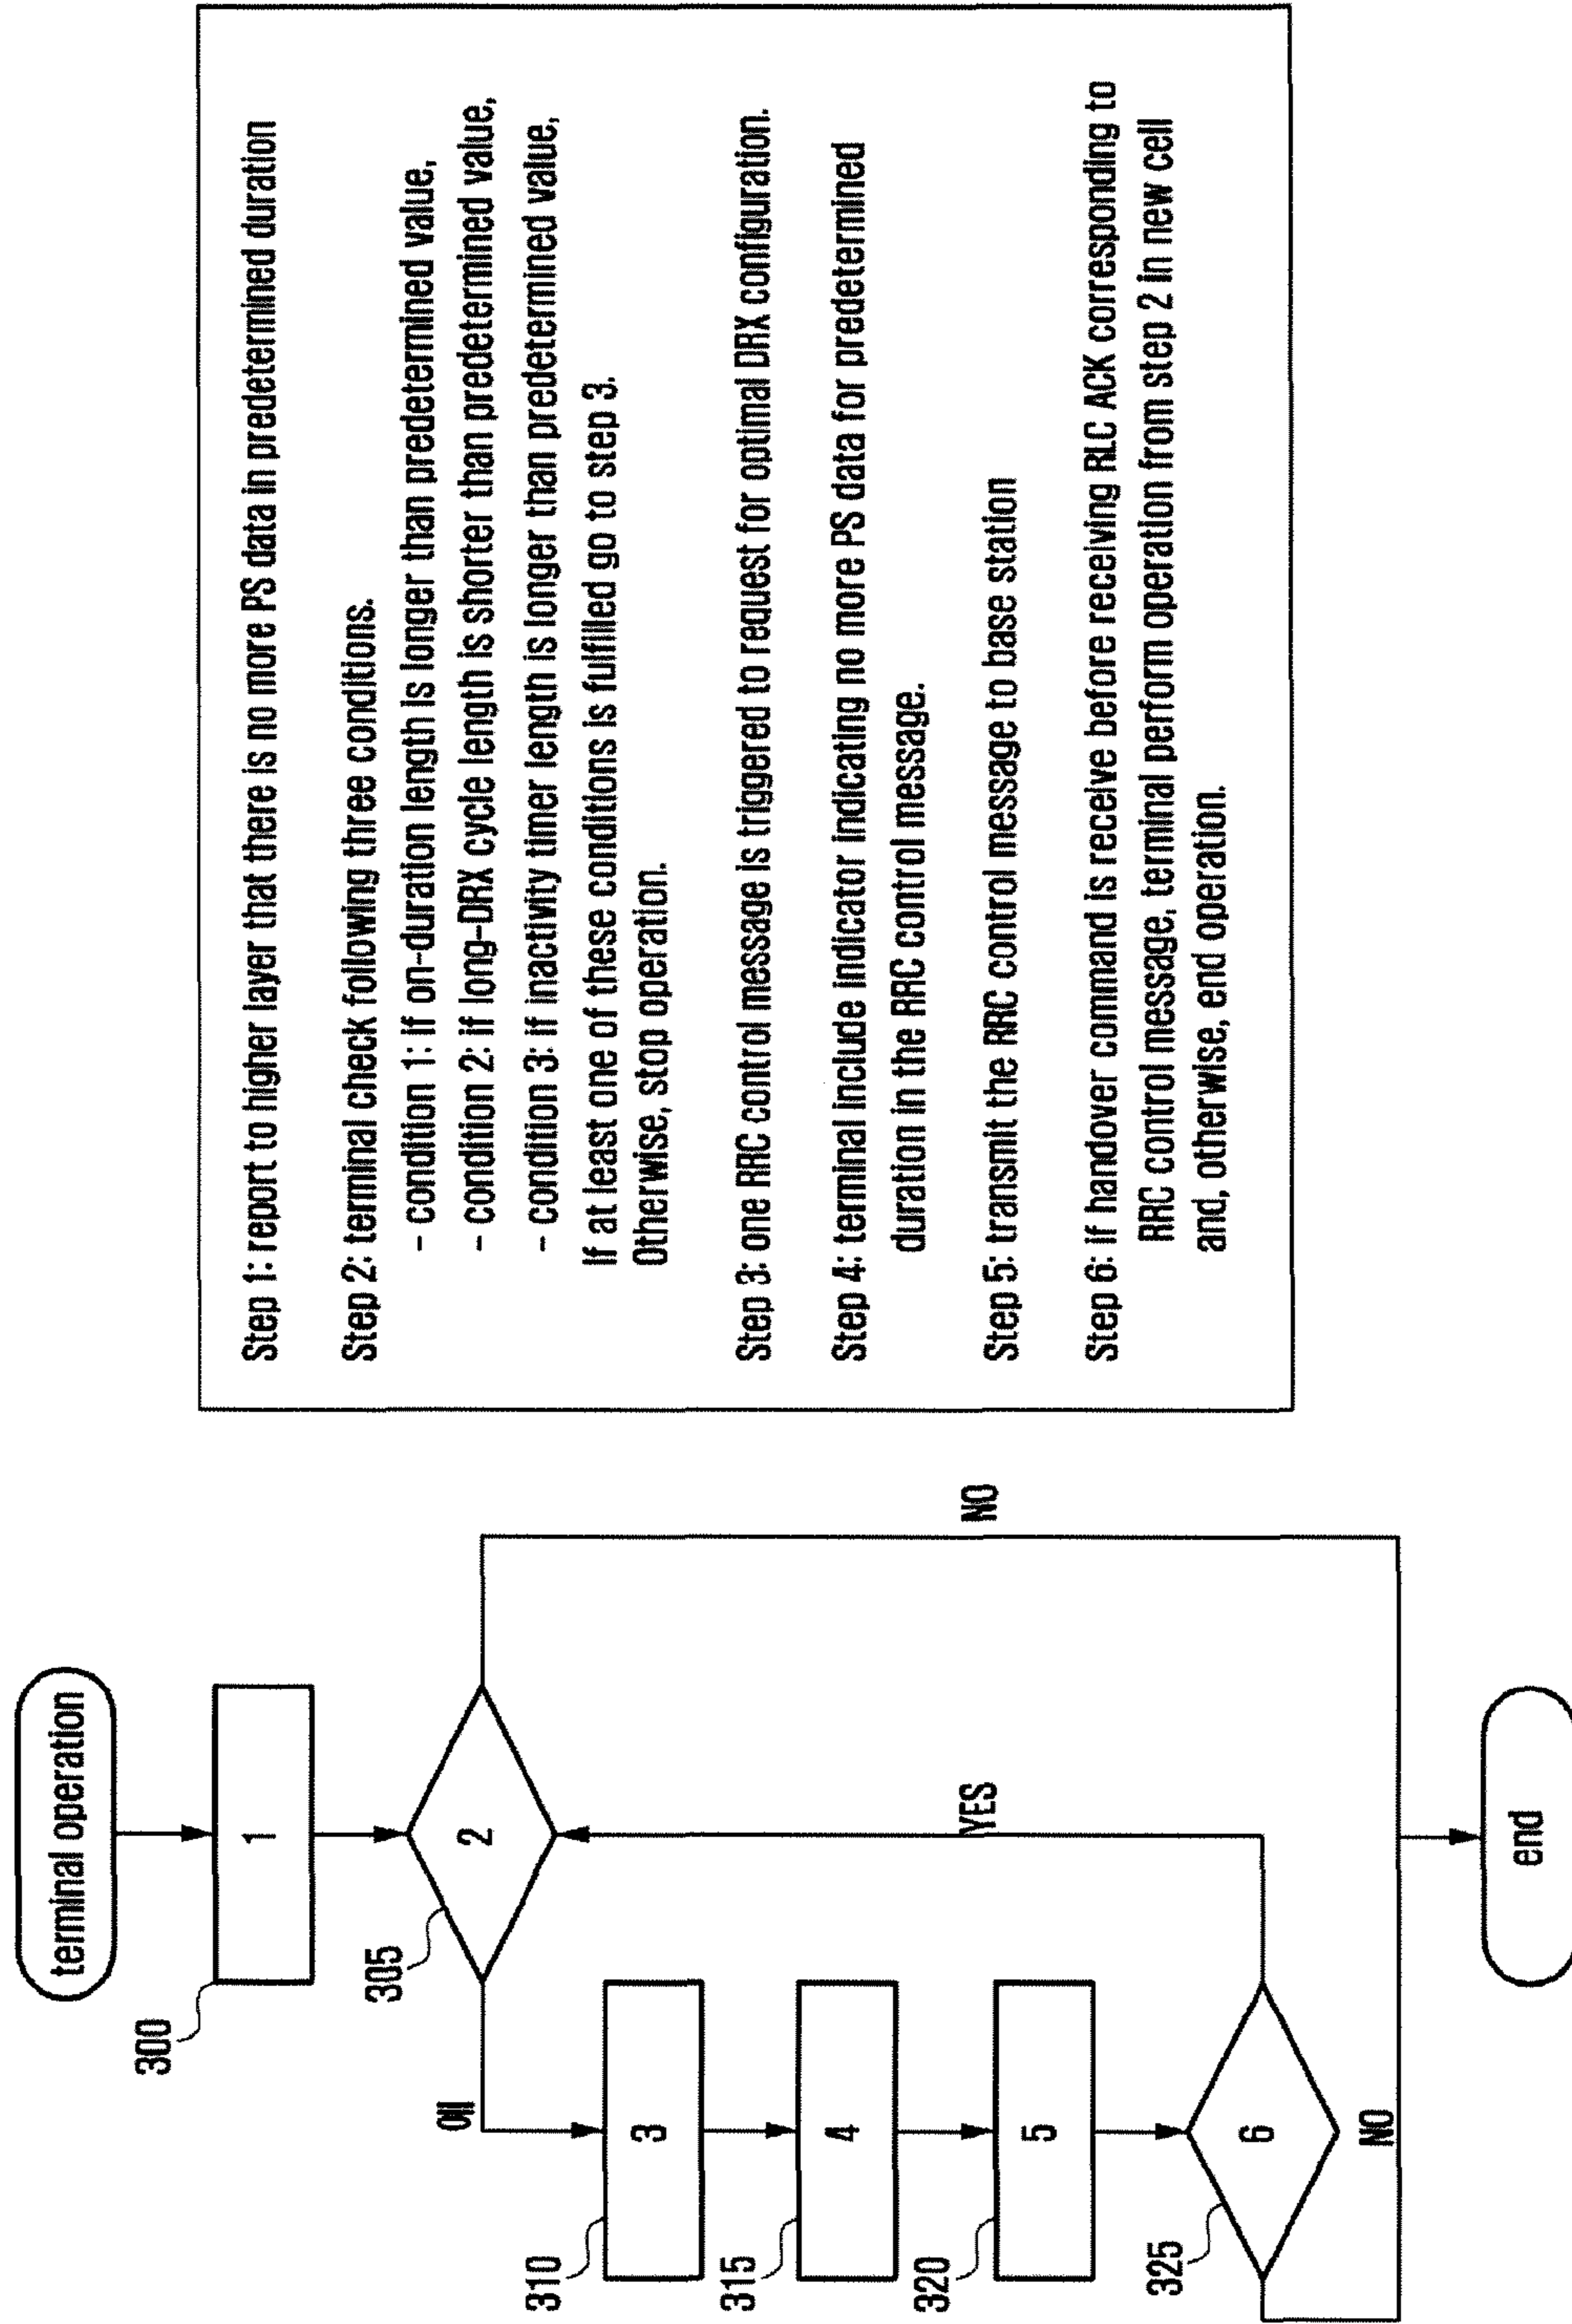 terminal operation
300
1
305
2
NO
310
3
315
4
YES
320
5
325
6
NO
end
Step 1: report to higher layer that there is no more PS data in predetermined duration
Step 2: terminal check following three conditions.
- condition 1: If on-duration length is longer than predetermined value,
- condition 2: if long-DRX cycle length is shorter than predetermined value,
- condition 3: if inactivity timer length is longer than predetermined value,
If at least one of these conditions is fulfilled go to step 3.
Otherwise, stop operation.
Step 3: one RRC control message is triggered to request for optimal DRX configuration.
Step 4: terminal include indicator indicating no more PS data for predetermined
duration in the RRC control message.
Step 5: transmit the RRC control message to base station
Step 6: If handover command is receive before receiving RLC ACK corresponding to
RRC control message, terminal perform operation from step 2 in new cell
and, otherwise, end operation.